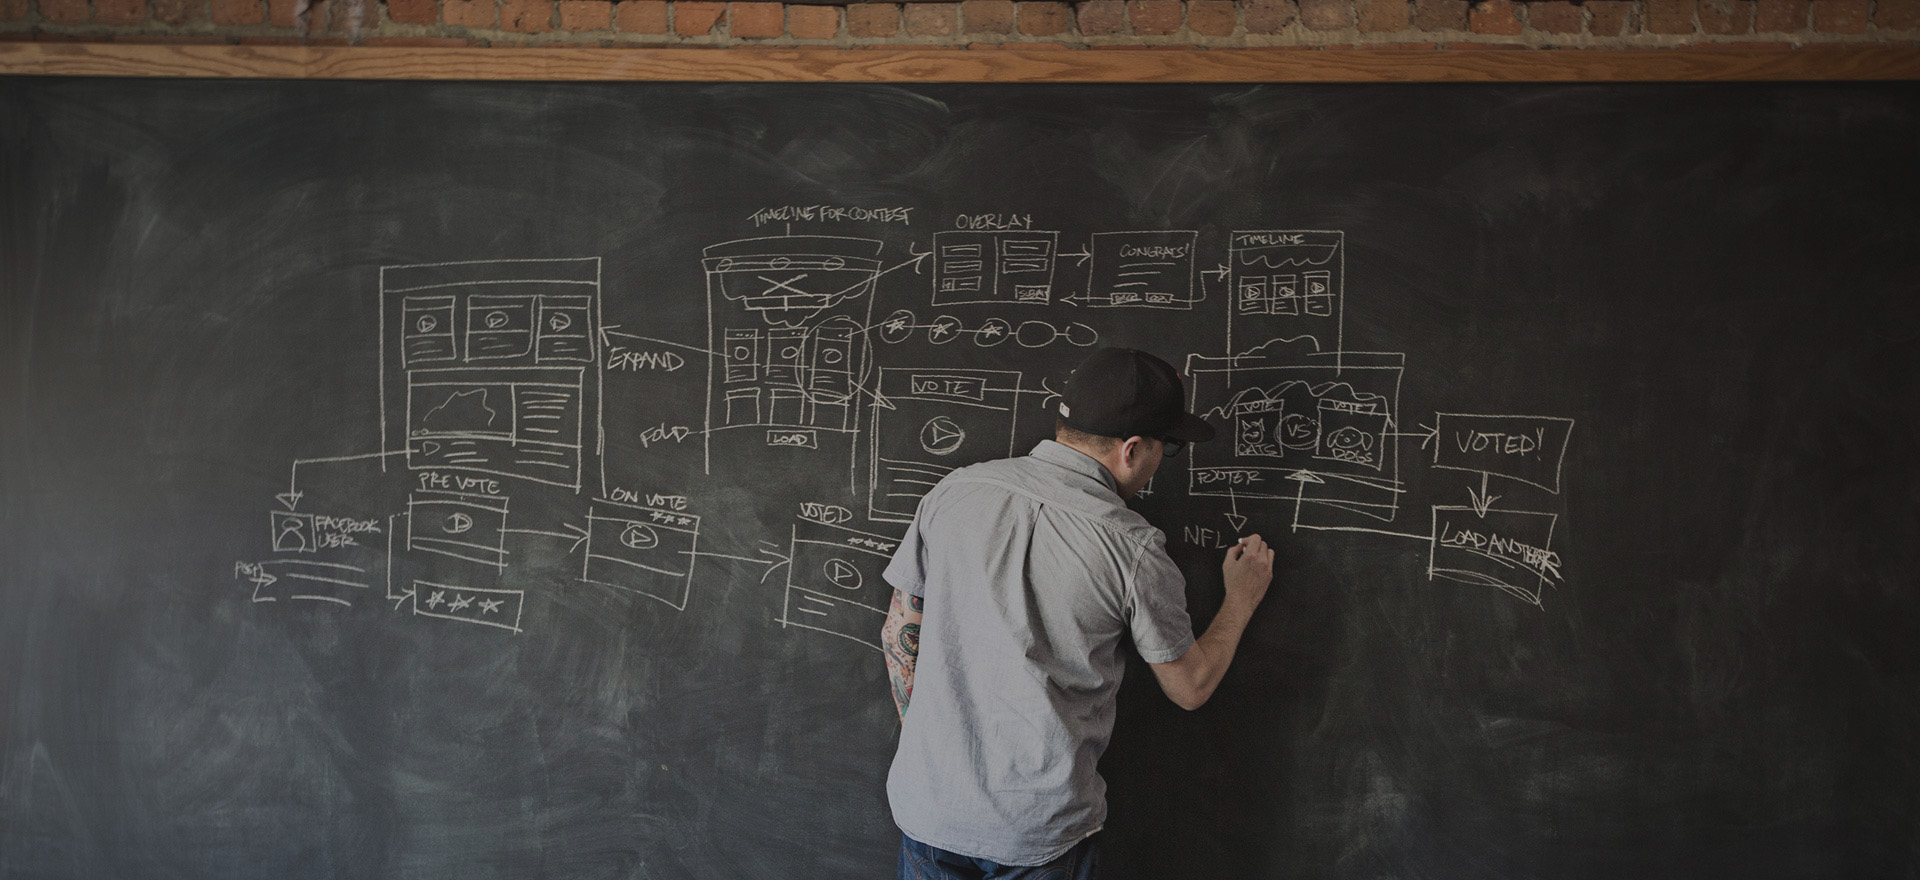 TIMELINE FOR CONTEST
OVERLAY
CONGRATS!
TIMELINE
EXPAND
VOTE
FOLD
LOAD
VOTE
VOTE
VS
CATS
DOGS
VOTED!
FOOTER
PRE VOTE
ON VOTE
VOTED
FACEBOOK
USER
NFL
LOAD ANOTHER
POST